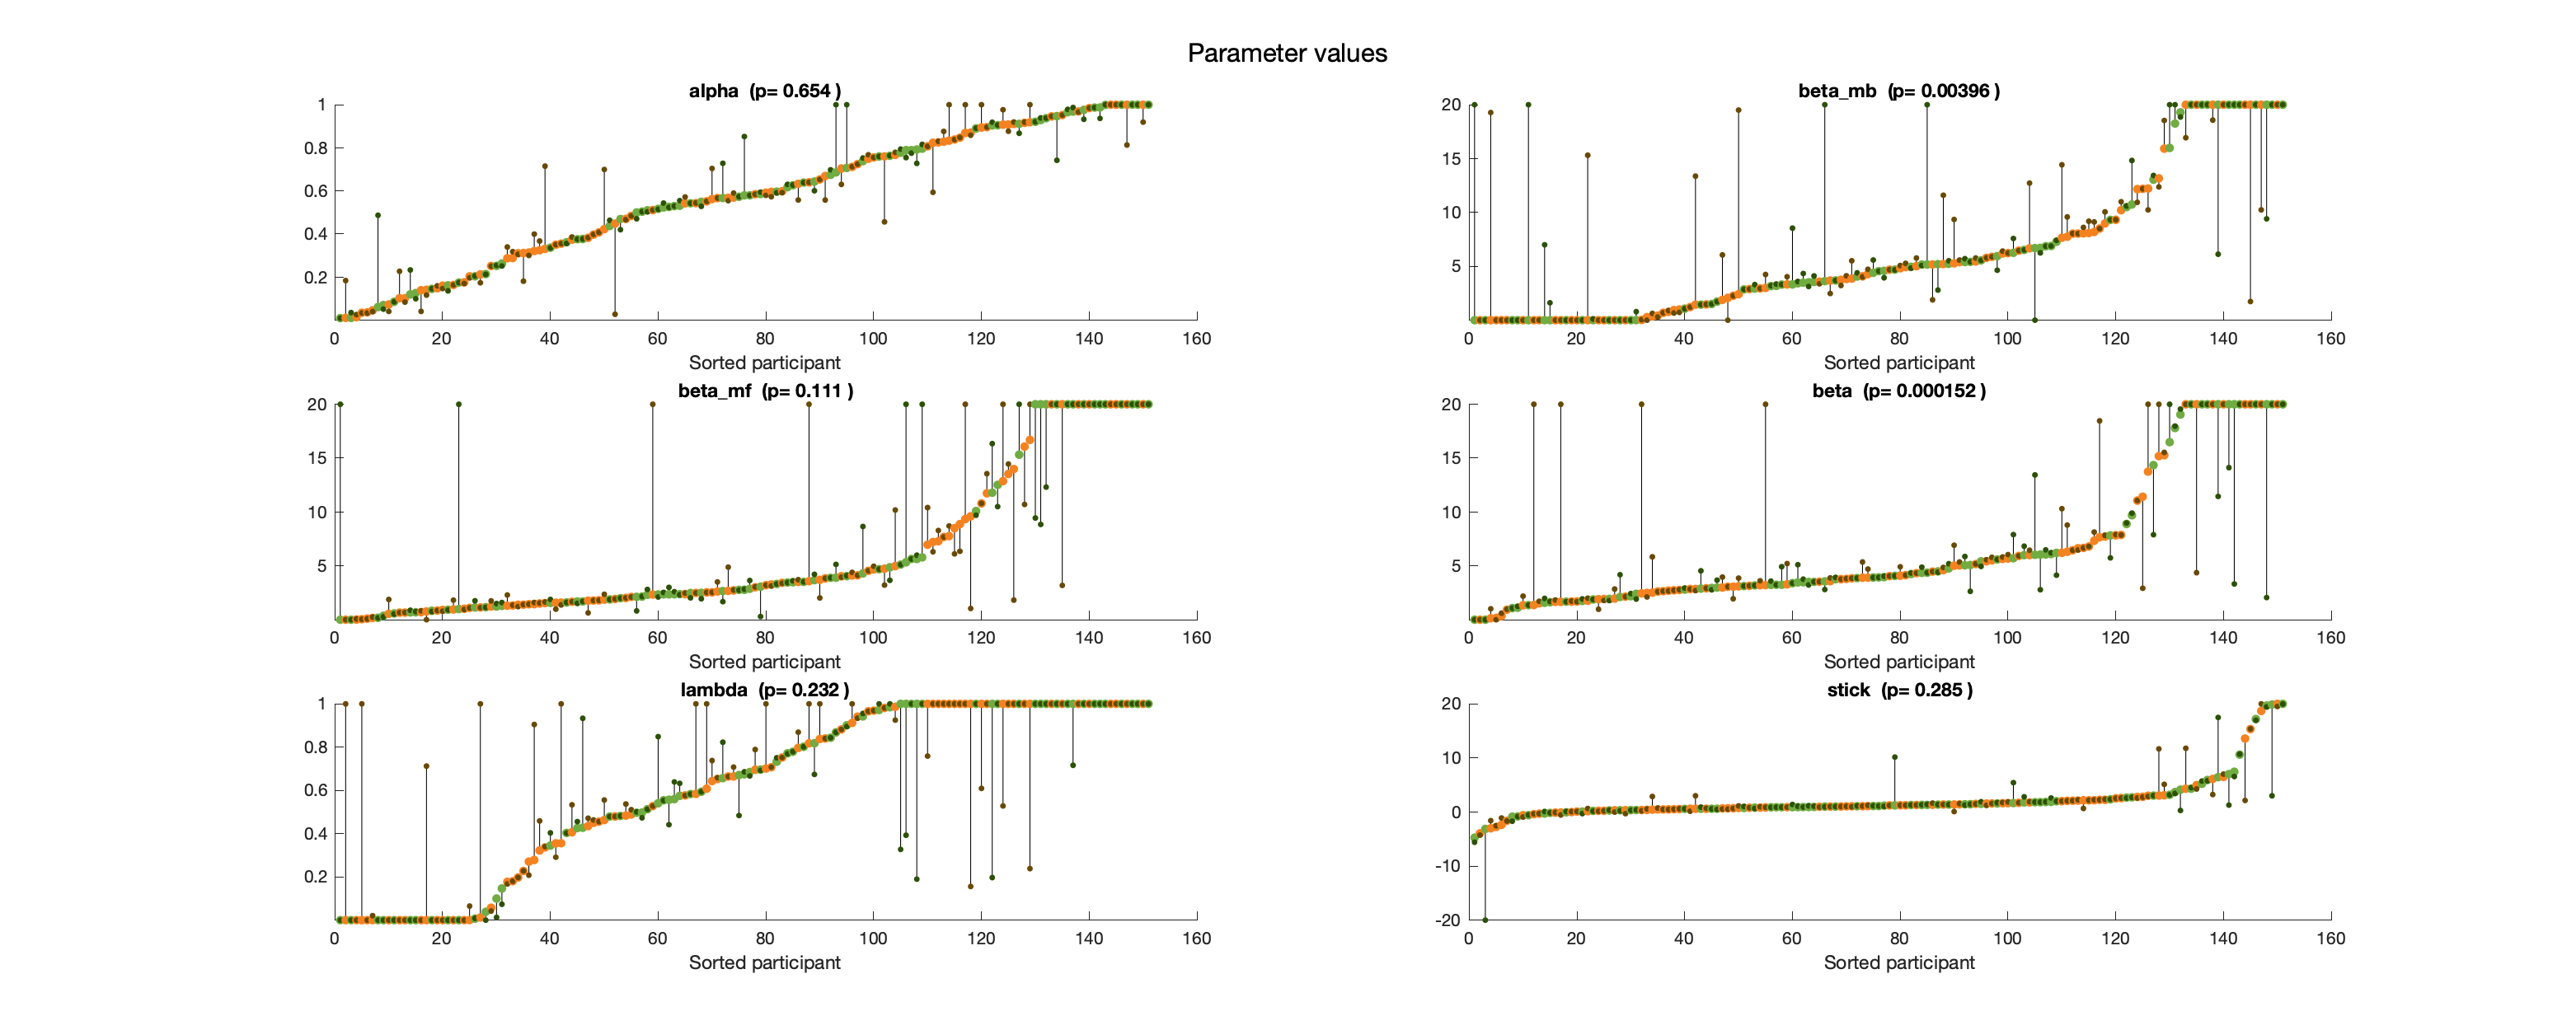 Parameter values
alpha (p= 0.654 )
1
0.8
0.6
0.4
0.2
0 20 40 60 80 100 120 140 160
Sorted participant
beta_mb (p= 0.00396 )
20
15
10
5
0 20 40 60 80 100 120 140 160
Sorted participant
beta_mf (p= 0.111 )
20
15
10
5
0 20 40 60 80 100 120 140 160
Sorted participant
beta (p= 0.000152 )
20
15
10
5
0 20 40 60 80 100 120 140 160
Sorted participant
lambda (p= 0.232 )
1
0.8
0.6
0.4
0.2
0 20 40 60 80 100 120 140 160
Sorted participant
stick (p= 0.285 )
20
10
0
-10
-20
0 20 40 60 80 100 120 140 160
Sorted participant